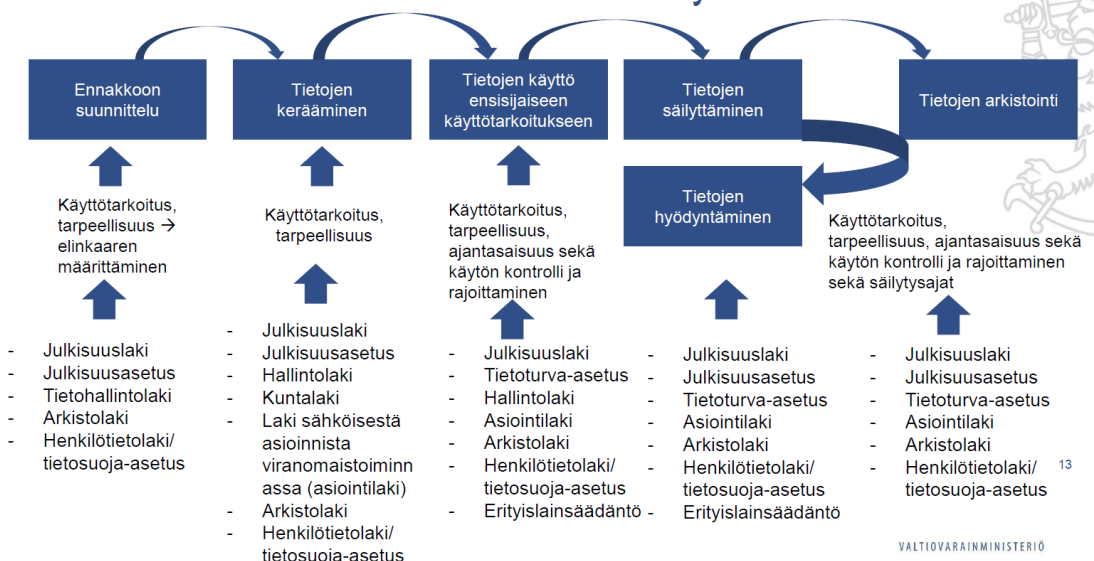 Ennakkoon
suunnittelu
Tietojen
kerääminen
Tietojen käyttö
ensisijaiseen
käyttötarkoitukseen
Tietojen
säilyttäminen
Tietojen arkistointi
Tietojen
hyödyntäminen
Käyttötarkoitus,
tarpeellisuus →
elinkaaren
määrittäminen
Käyttötarkoitus,
tarpeellisuus
Käyttötarkoitus,
tarpeellisuus,
ajantasaisuus sekä
käytön kontrolli ja
rajoittaminen
Käyttötarkoitus,
tarpeellisuus, ajantasaisuus sekä
käytön kontrolli ja rajoittaminen
sekä säilytysajat
- Julkisuuslaki
- Julkisuusasetus
- Tietohallintolaki
- Arkistolaki
- Henkilötietolaki/
tietosuoja-asetus
- Julkisuuslaki
- Julkisuusasetus
- Hallintolaki
- Kuntalaki
- Laki sähköisestä
asioinnista
viranomaistoiminn
assa (asiointilaki)
- Arkistolaki
- Henkilötietolaki/
tietosuoja-asetus
- Julkisuuslaki
- Tietoturva-asetus
- Hallintolaki
- Asiointilaki
- Arkistolaki
- Henkilötietolaki/
tietosuoja-asetus
- Erityislainsäädäntö
- Julkisuuslaki
- Julkisuusasetus
- Tietoturva-asetus
- Asiointilaki
- Arkistolaki
- Henkilötietolaki/
tietosuoja-asetus
- Erityislainsäädäntö
- Julkisuuslaki
- Julkisuusasetus
- Tietoturva-asetus
- Asiointilaki
- Arkistolaki
- Henkilötietolaki/
tietosuoja-asetus
13
VALTIOVARAINMINISTERIÖ